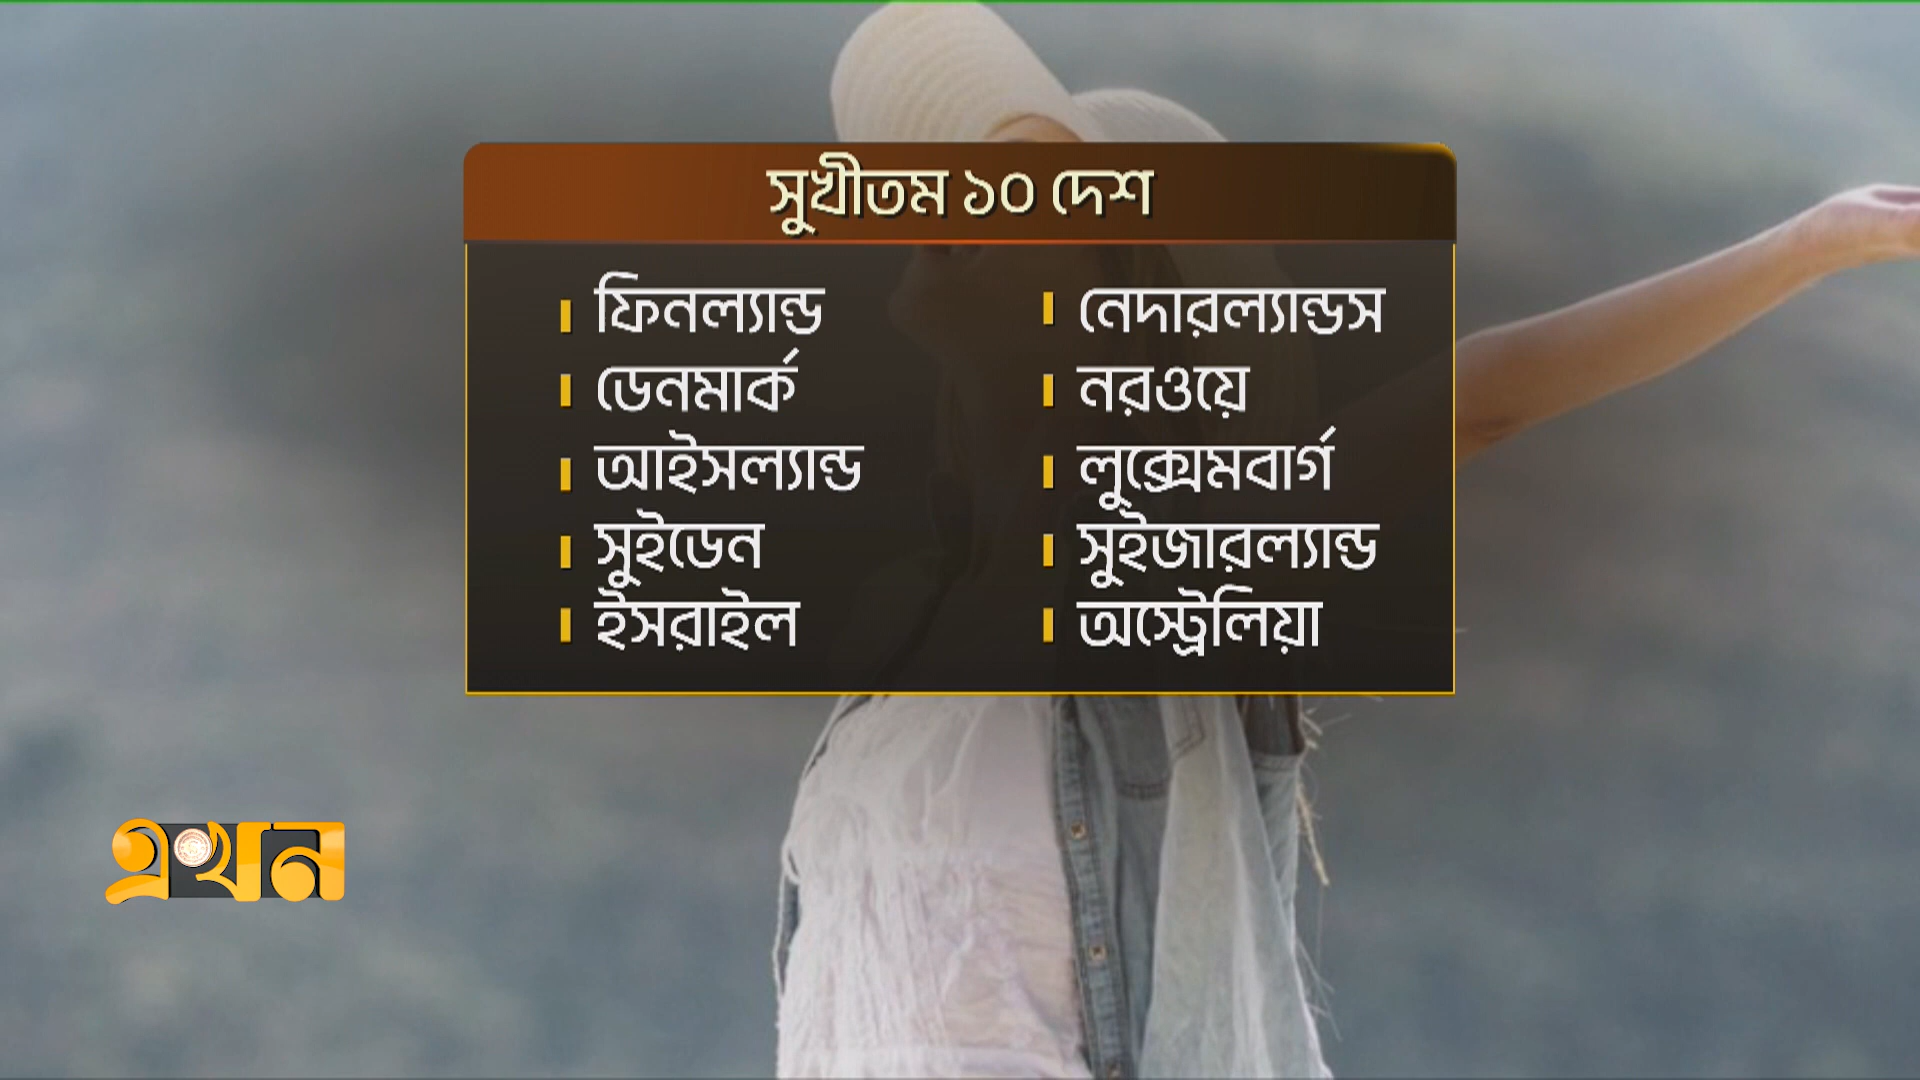 সুখীতম ১০ দেশ
ফিনল্যান্ড
ডেনমার্ক
আইসল্যান্ড
সুইডেন
ইসরাইল
নেদারল্যান্ডস
নরওয়ে
লুক্সেমবার্গ
সুইজারল্যান্ড
অস্ট্রেলিয়া
এখন